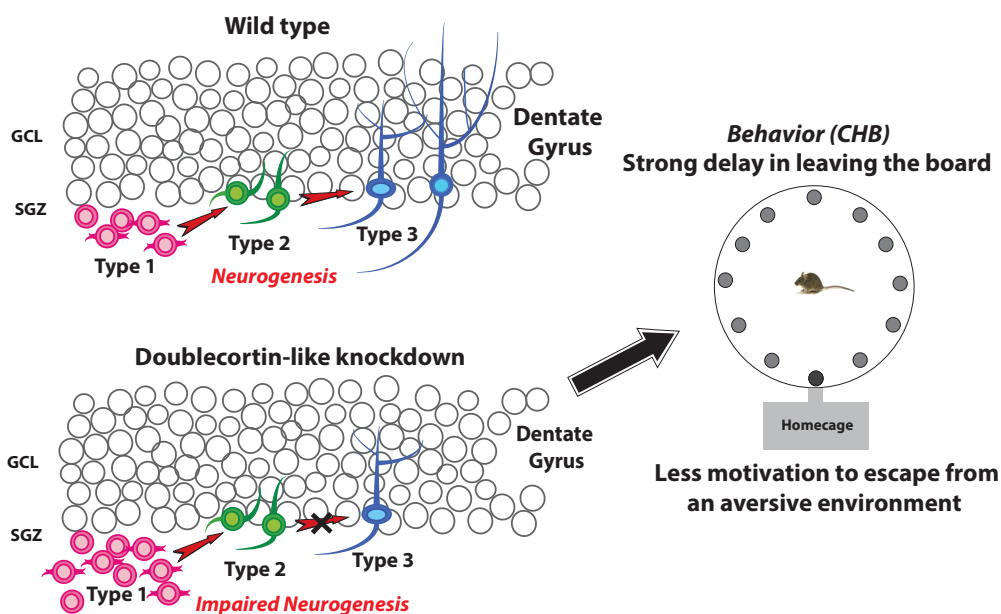 Wild type
GCL
Dentate
Gyrus
SGZ
Type 1
Type 2
Type 3
Neurogenesis
Doublecortin-like knockdown
GCL
Dentate
Gyrus
SGZ
Type 1
Type 2
Type 3
Impaired Neurogenesis
Behavior (CHB)
Strong delay in leaving the board
Homecage
Less motivation to escape from
an aversive environment